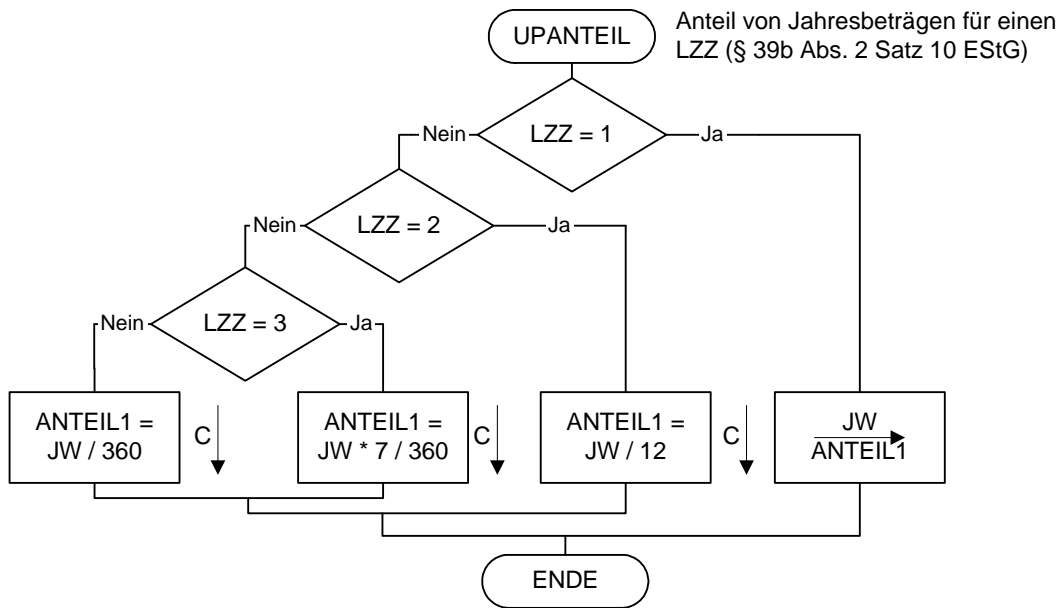 UPANTEIL
Anteil von Jahresbeträgen für einen
LZZ (§ 39b Abs. 2 Satz 10 EStG)
Nein
LZZ = 1
Ja
Nein
LZZ = 2
Ja
Nein
LZZ = 3
Ja
ANTEIL1 =
JW / 360
C
ANTEIL1 =
JW * 7 / 360
C
ANTEIL1 =
JW / 12
C
JW
ANTEIL1
ENDE